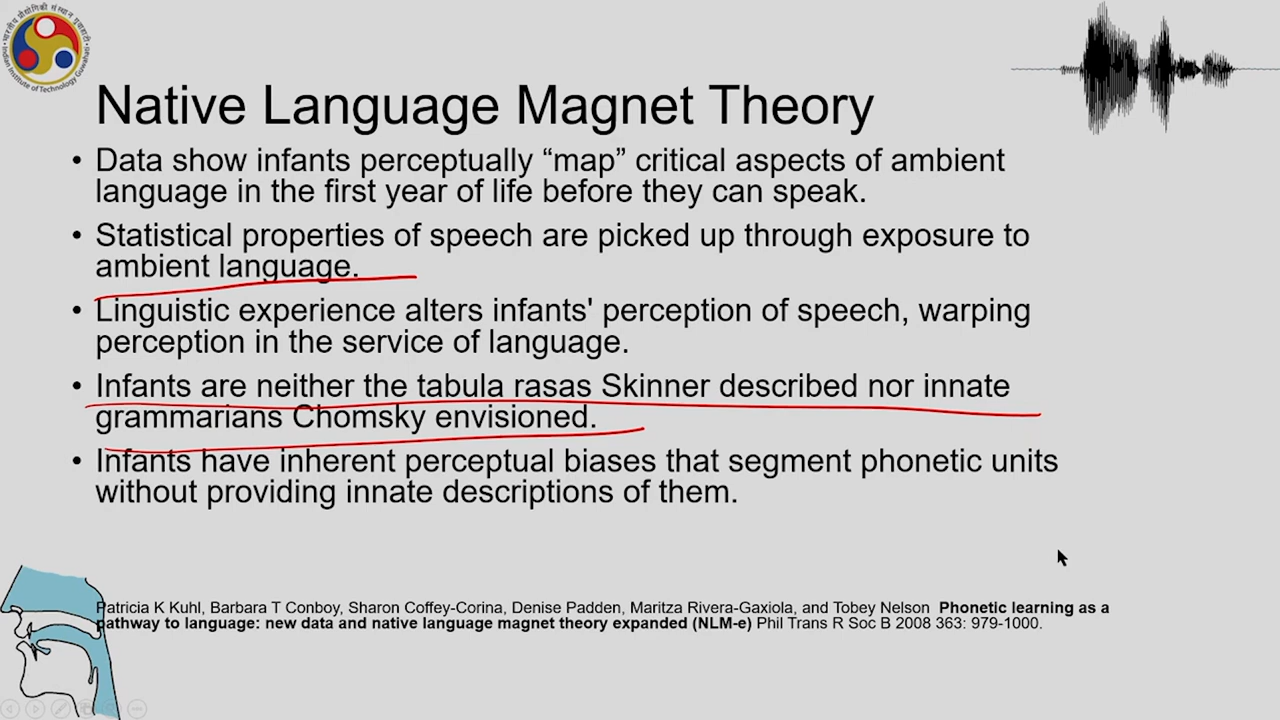 Native Language Magnet Theory
• Data show infants perceptually “map” critical aspects of ambient
language in the first year of life before they can speak.
• Statistical properties of speech are picked up through exposure to
ambient language.
• Linguistic experience alters infants' perception of speech, warping
perception in the service of language.
• Infants are neither the tabula rasas Skinner described nor innate
grammarians Chomsky envisioned.
• Infants have inherent perceptual biases that segment phonetic units
without providing innate descriptions of them.
Patricia K Kuhl, Barbara T Conboy, Sharon Coffey-Corina, Denise Padden, Maritza Rivera-Gaxiola, and Tobey Nelson Phonetic learning as a
pathway to language: new data and native language magnet theory expanded (NLM-e) Phil Trans R Soc B 2008 363: 979-1000.